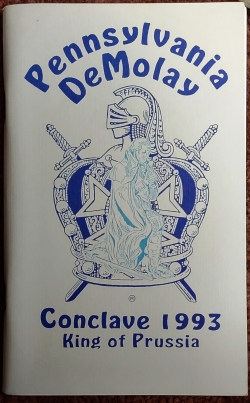 Pennsylvania
DeMolay
®
Conclave 1993
King of Prussia